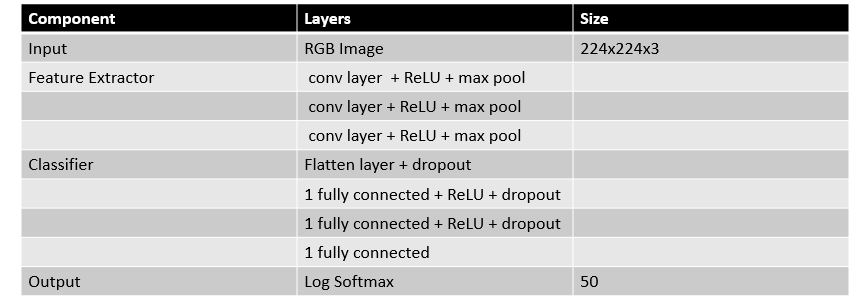 Component Layers Size
Input RGB Image 224x224x3
Feature Extractor conv layer + ReLU + max pool
conv layer + ReLU + max pool
conv layer + ReLU + max pool
Classifier Flatten layer + dropout
1 fully connected + ReLU + dropout
1 fully connected + ReLU + dropout
1 fully connected
Output Log Softmax 50